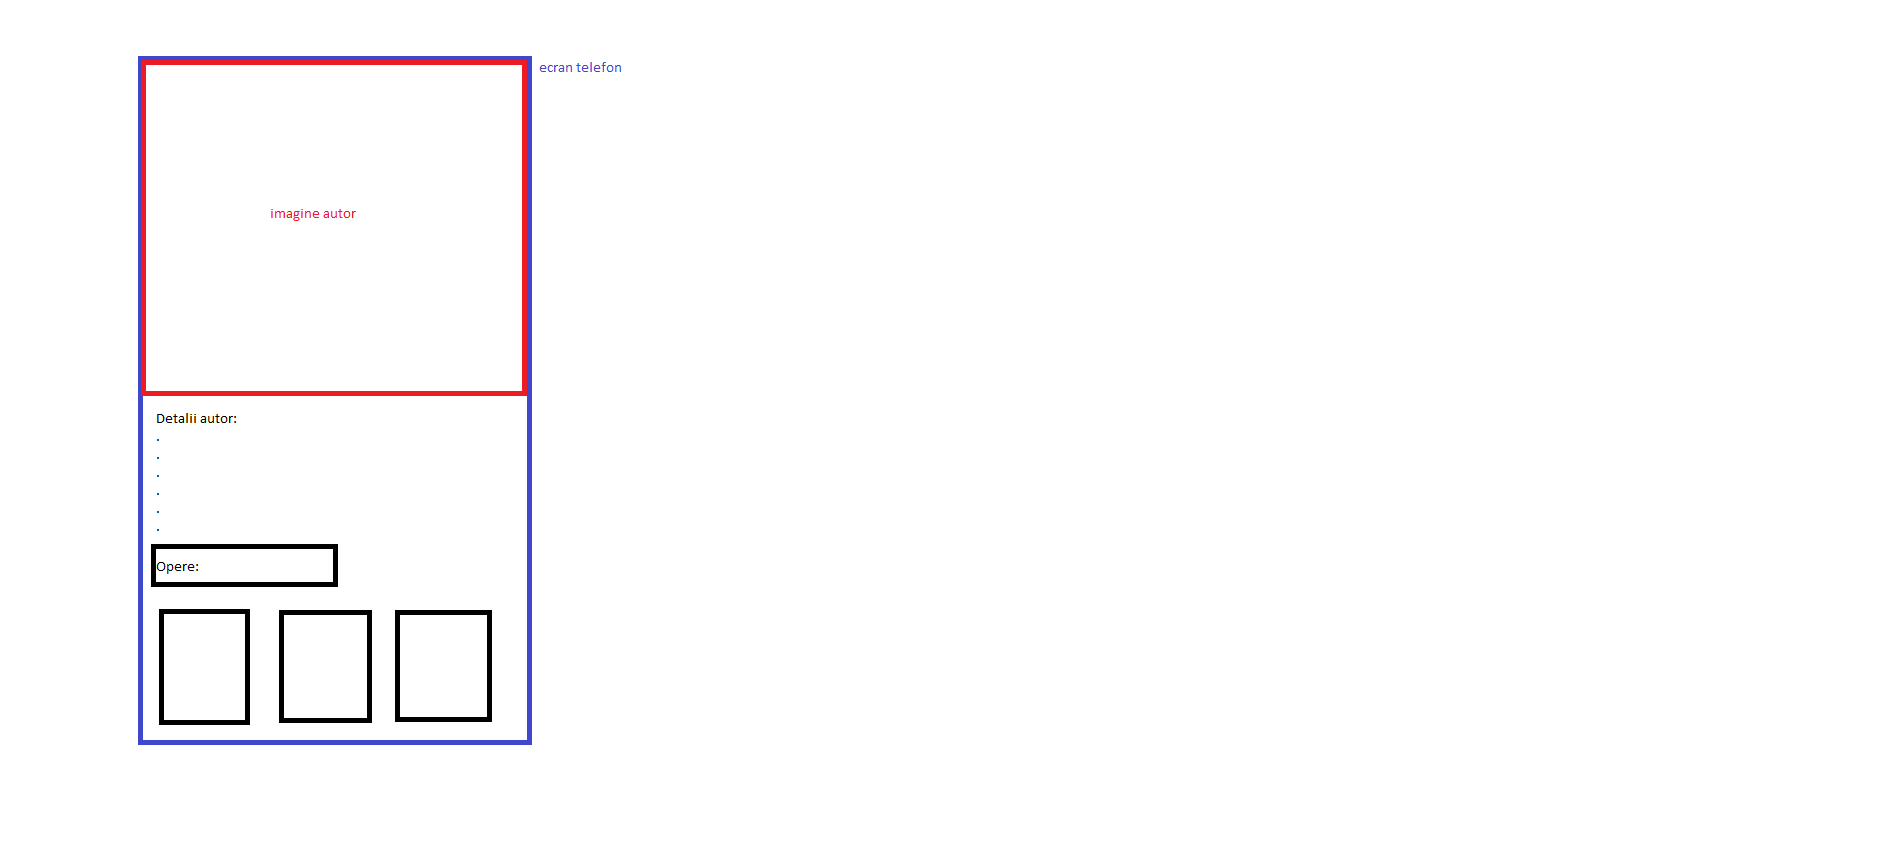 ecran telefon
imagine autor
Detalii autor:
.
.
.
.
.
.
Opere: